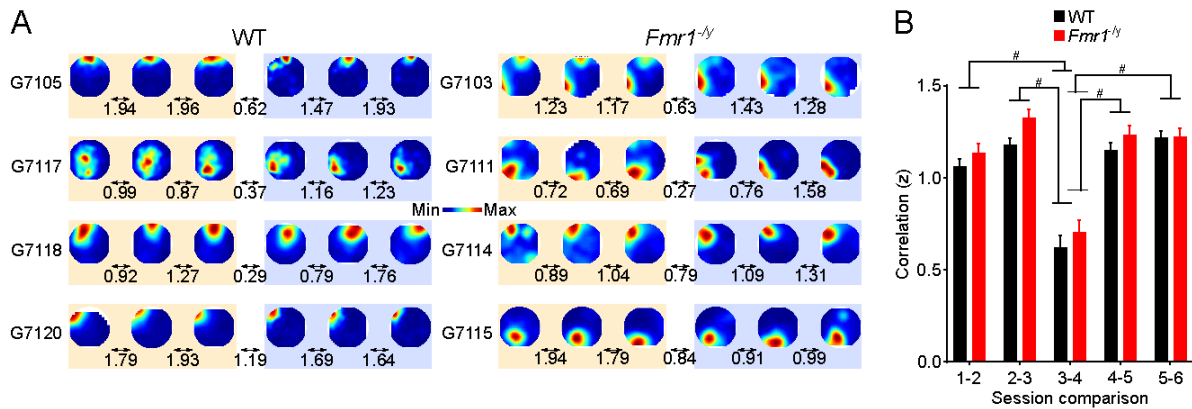 A
WT
Fmr1-/y
G7105
1.94 1.96 0.62 1.47 1.93
G7103
1.23 1.17 0.63 1.43 1.28
G7117
0.99 0.87 0.37 1.16 1.23
G7111
0.72 0.69 0.27 0.76 1.58
Min Max
G7118
0.92 1.27 0.29 0.79 1.76
G7114
0.89 1.04 0.79 1.09 1.31
G7120
1.79 1.93 1.19 1.69 1.64
G7115
1.94 1.79 0.84 0.91 0.99
B
WT
Fmr1-/y
#
#
#
#
Correlation (z)
1.5
1.0
0.5
0.0
1-2 2-3 3-4 4-5 5-6
Session comparison